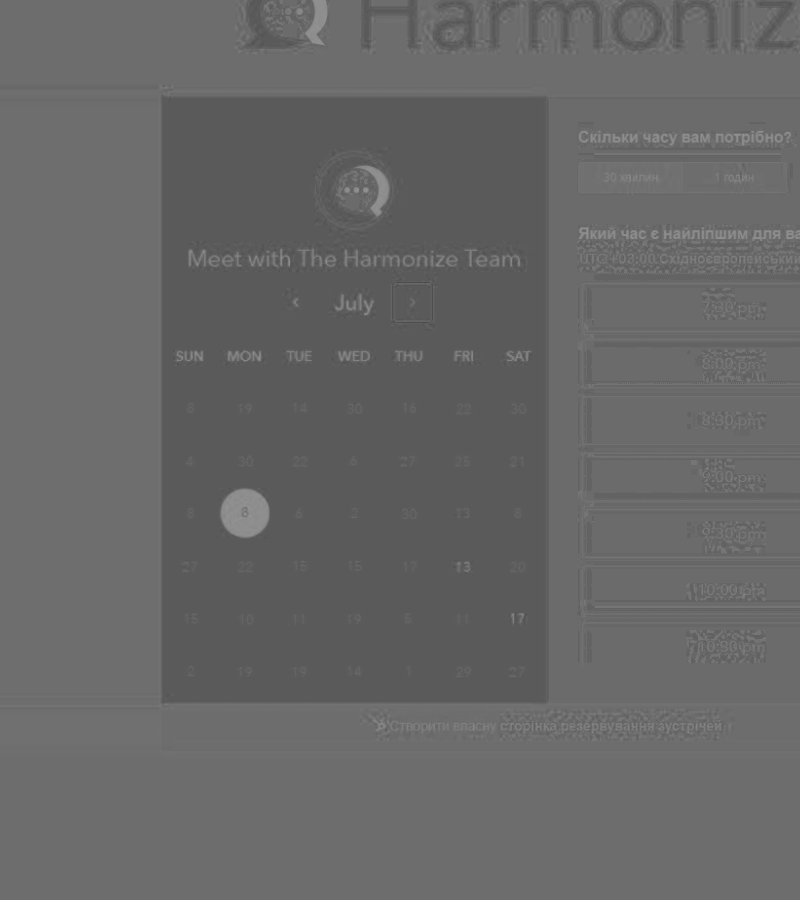 Harmoniz
Скільки часу вам потрібно?
30 хвилин
1 годин
Meet with The Harmonize Team
July
SUN MON TUE WED THU FRI SAT
8 19 14 30 16 22 30
4 30 22 6 27 25 21
8 8 6 2 30 13 8
27 22 15 15 17 13 20
15 10 11 19 5 11 17
2 19 19 14 1 29 27
Який час є найліпшим для ва
UTC +03:00 Східноєвропейський
7:30 pm
8:00 pm
8:30 pm
9:00 pm
9:30 pm
10:00 pm
10:30 pm
Створити власну сторінка резервування зустрічей